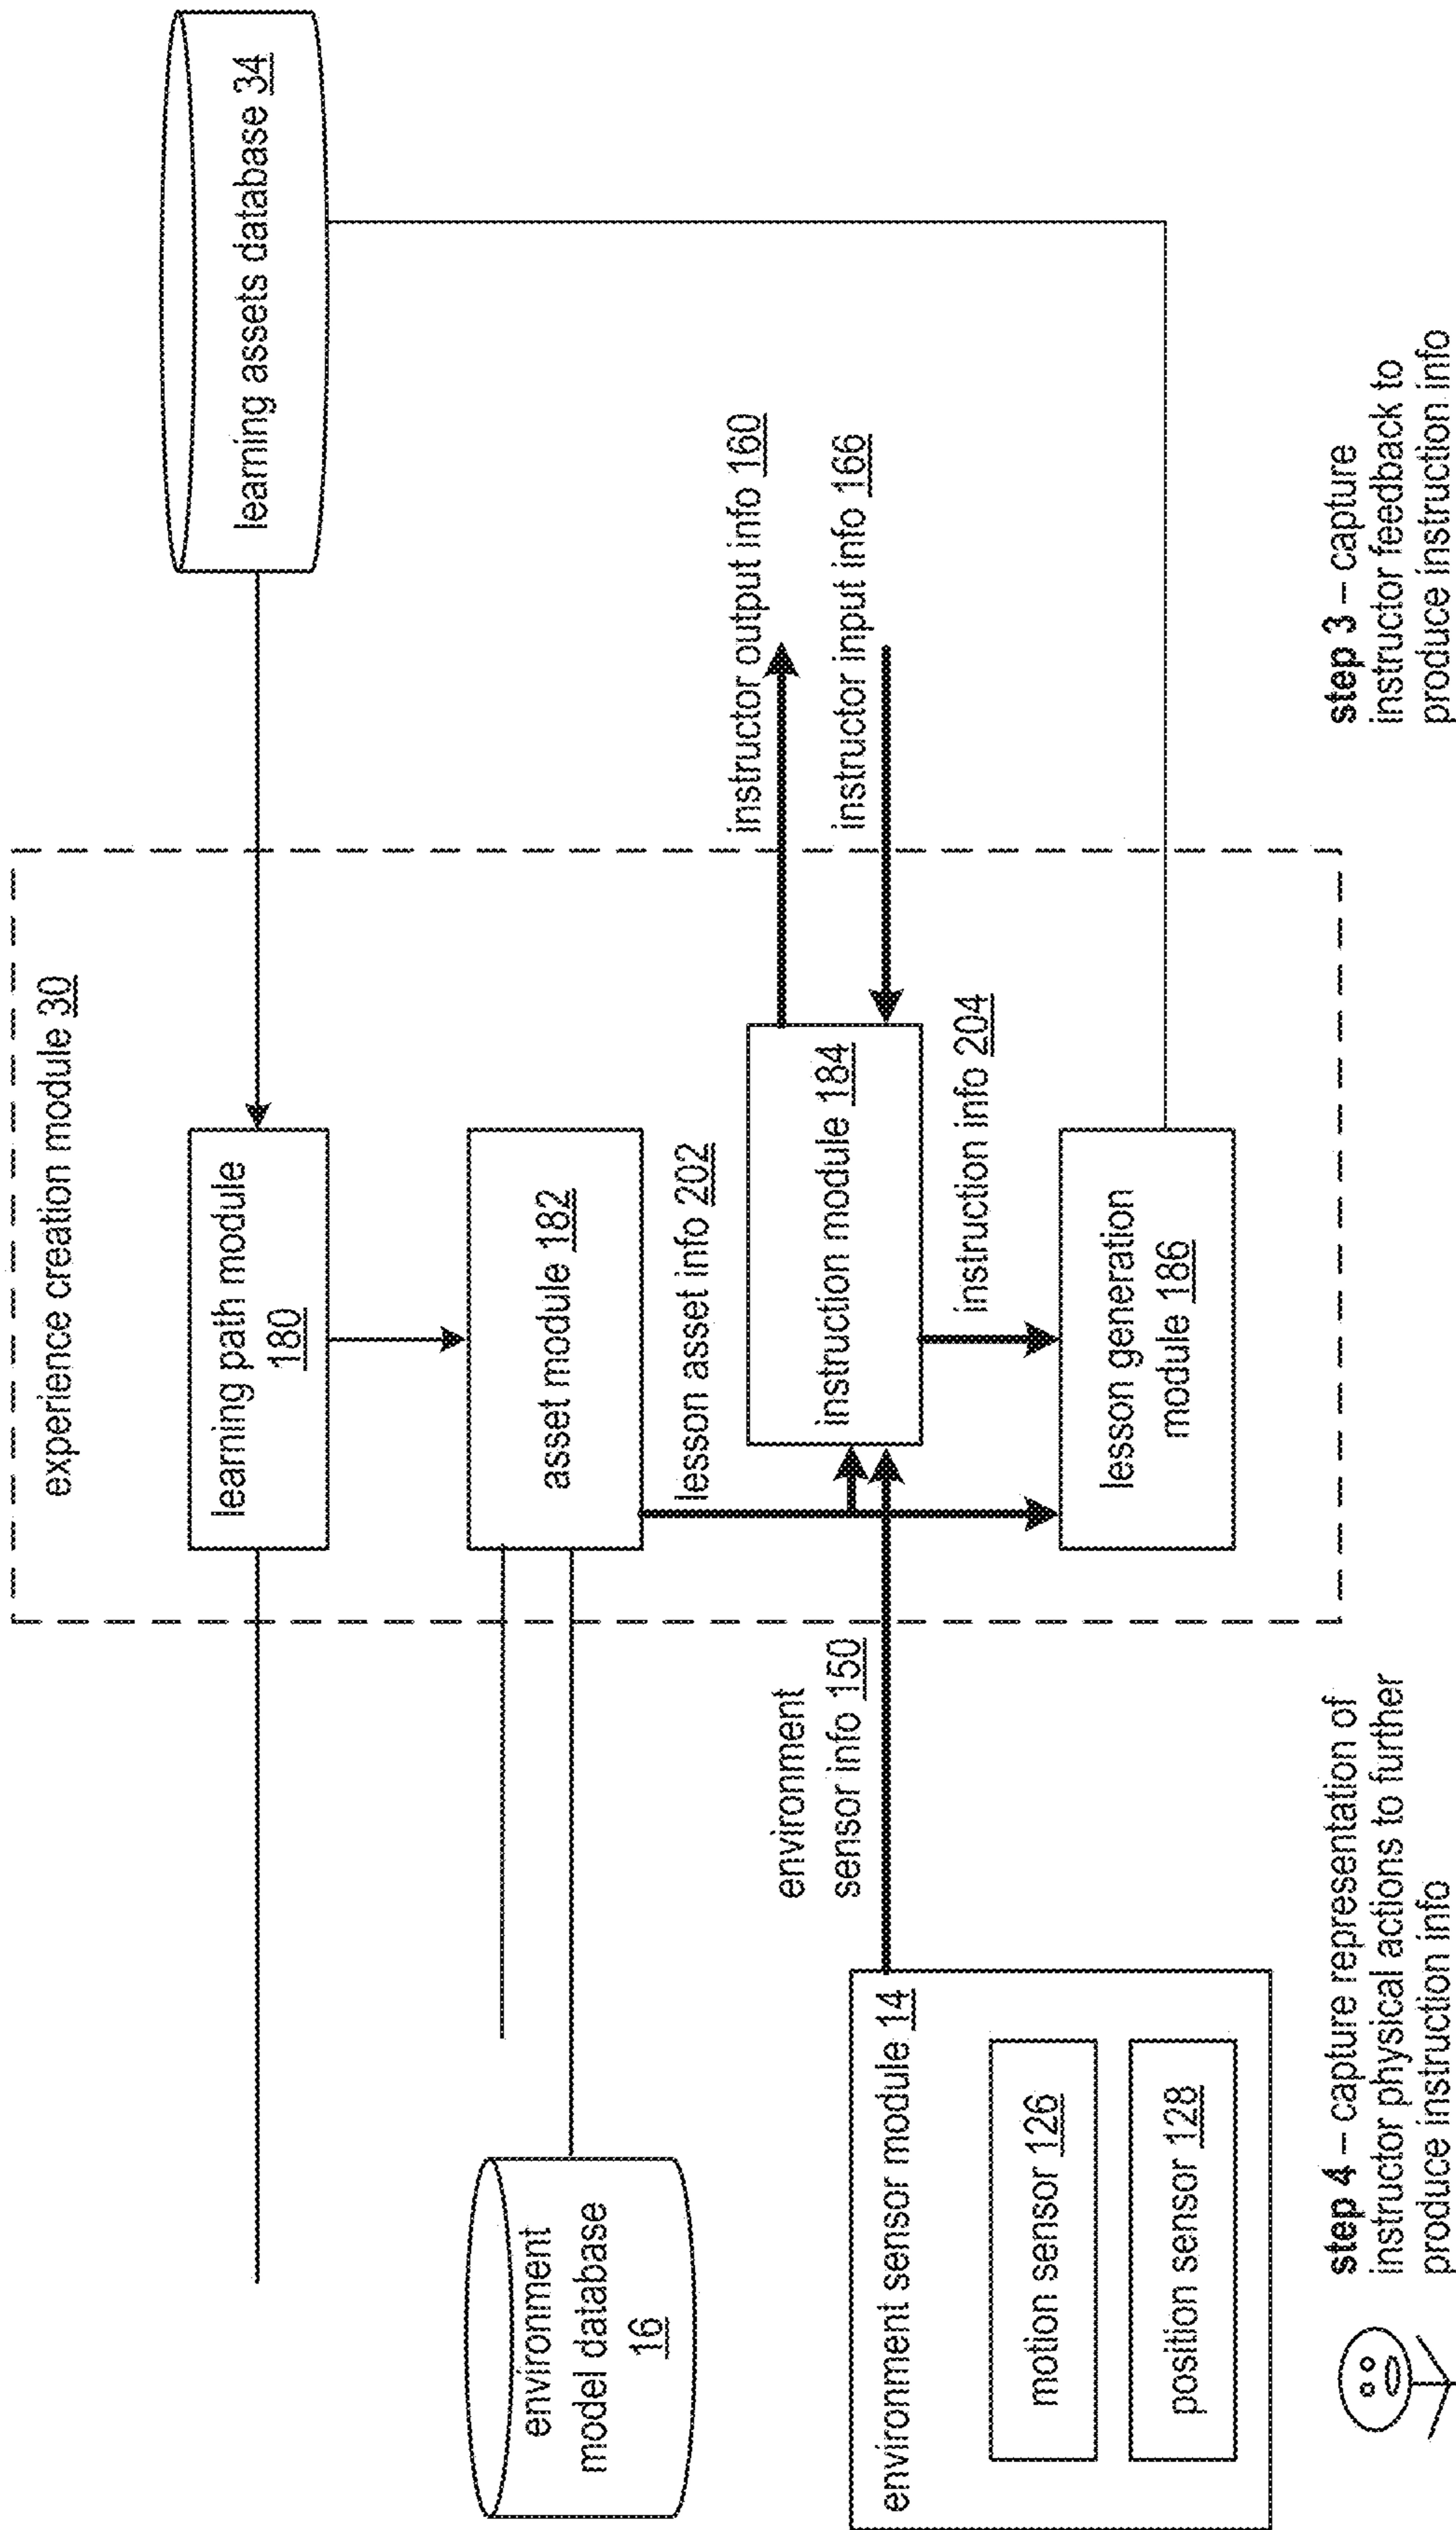 experience creation module 30
learning assets database 34
learning path module
180
environment
model database
16
asset module 182
lesson asset info 202
instructor output info 160
instructor input info 166
environment
sensor info 150
instruction module 184
instruction info 204
environment sensor module 14
motion sensor 126
position sensor 128
lesson generation
module 186
step 4 – capture representation of
instructor physical actions to further
produce instruction info
step 3 – capture
instructor feedback to
produce instruction info